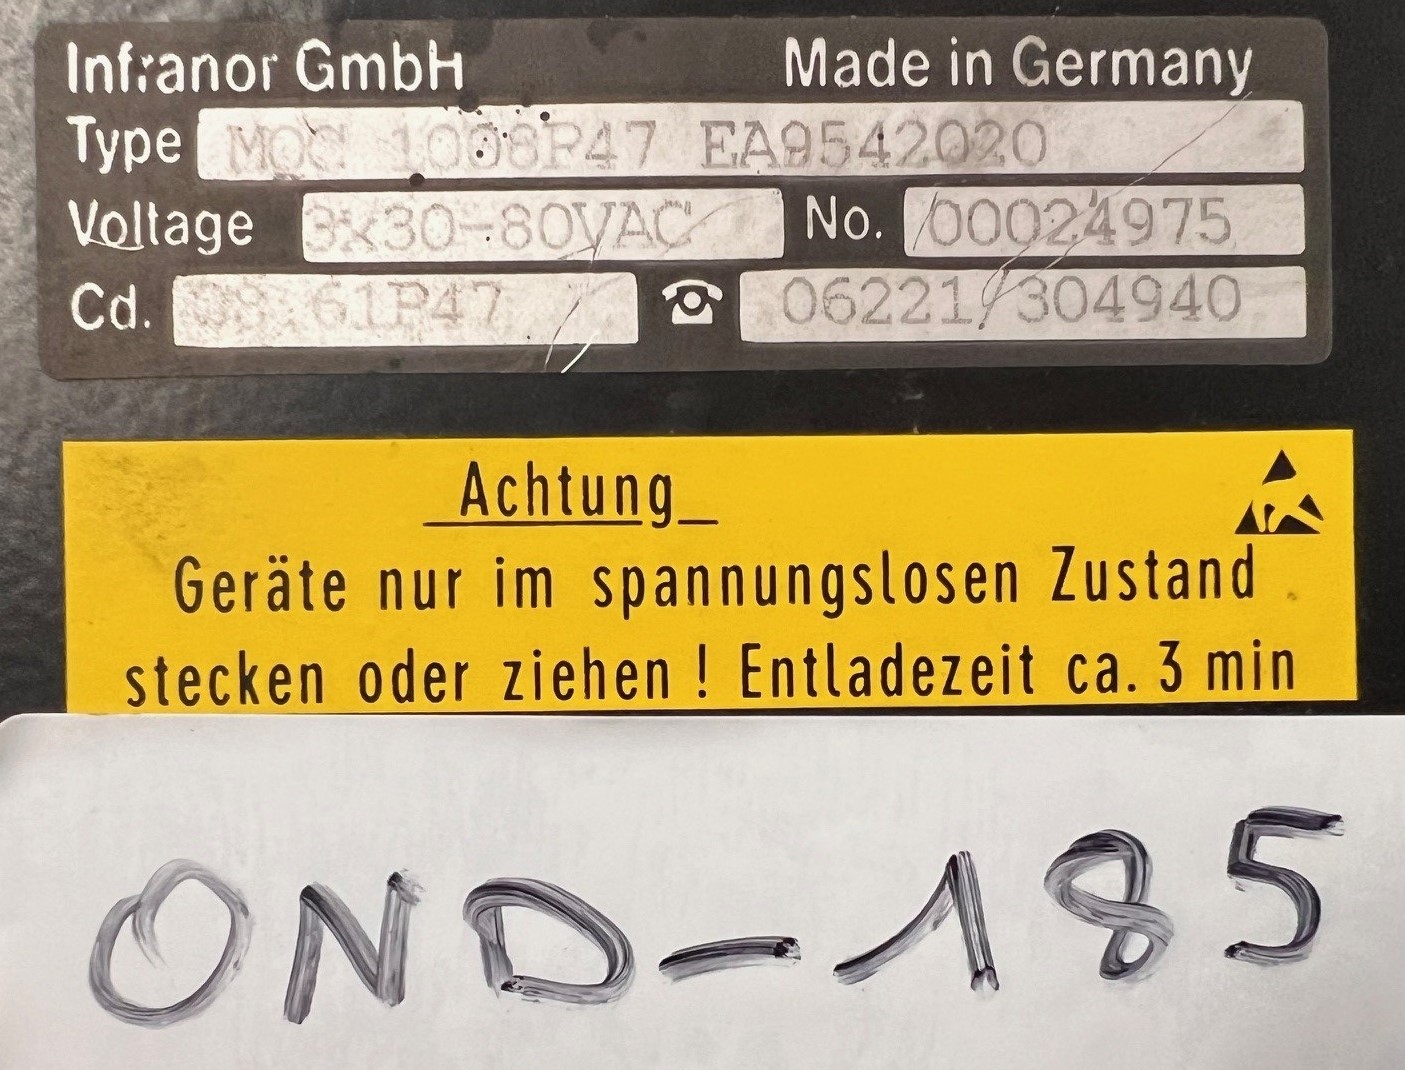 Infranor GmbH Made in Germany
Type MOC 1008P47 EA9542020
Voltage 3x30-80VAC No. 00024975
Cd. 61P47 06221/304940
Achtung
Geräte nur im spannungslosen Zustand
stecken oder ziehen ! Entladezeit ca. 3 min
OND-185